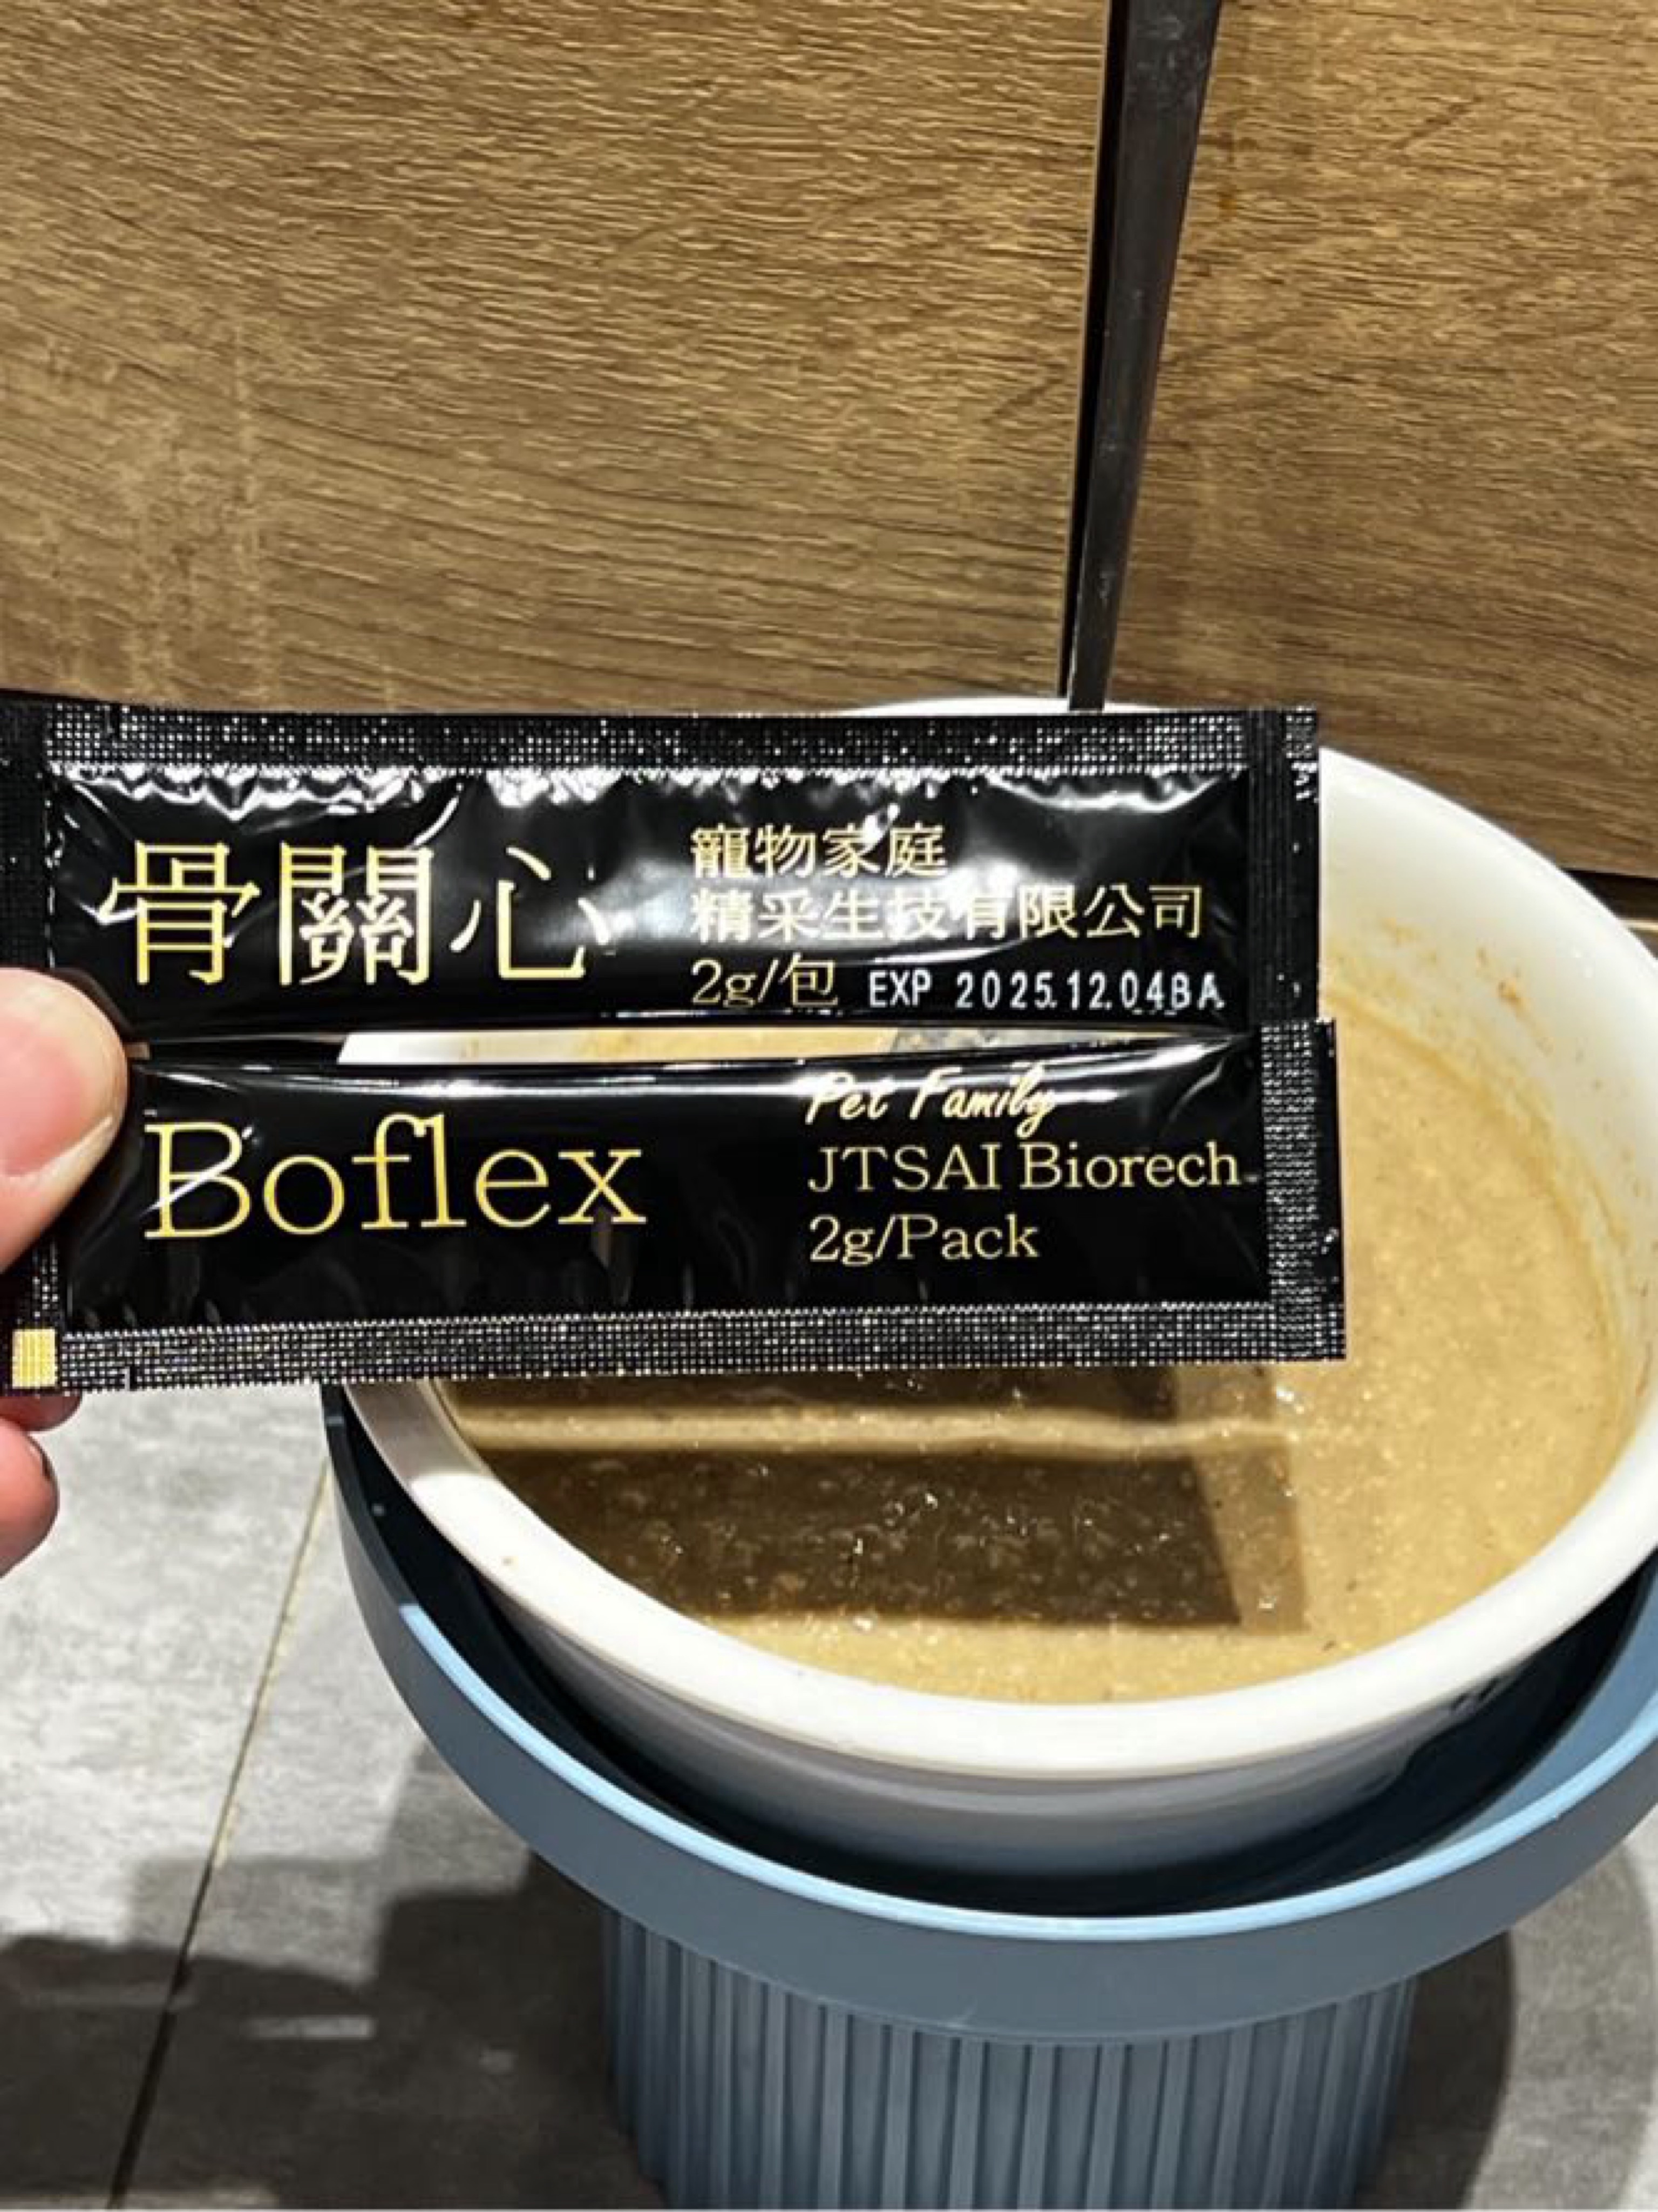 骨關心
寵物家庭
精采生技有限公司
2g/包 EXP 2025.12.04BA
Boflex
Pet Family
JTSAI Biorech
2g/Pack